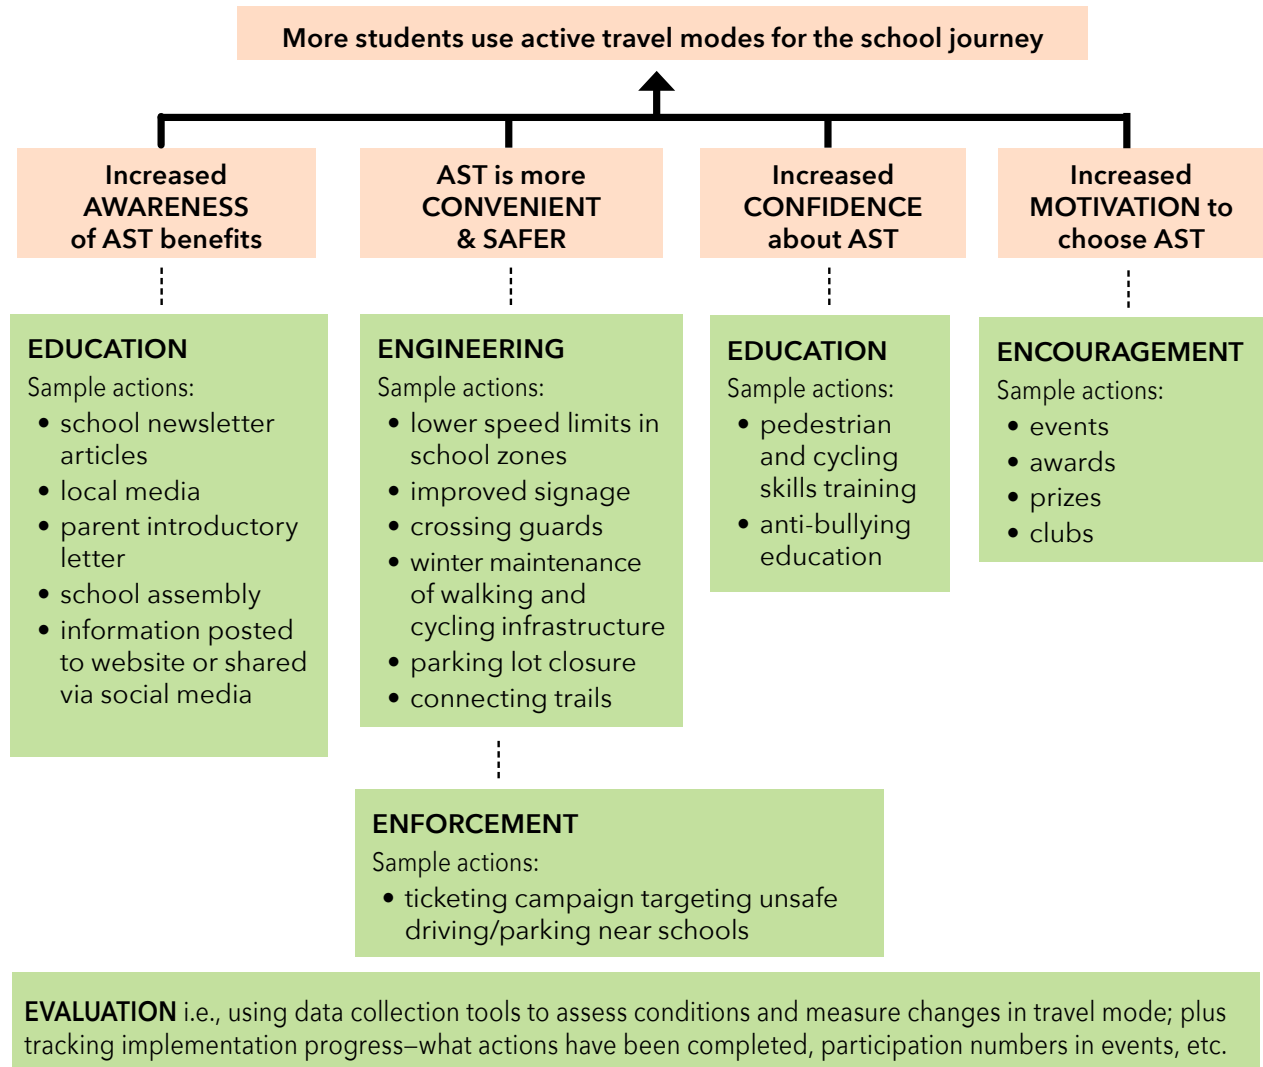 More students use active travel modes for the school journey
Increased
AWARENESS
of AST benefits
AST is more
CONVENIENT
& SAFER
Increased
CONFIDENCE
about AST
Increased
MOTIVATION to
choose AST
EDUCATION
Sample actions:
• school newsletter
articles
• local media
• parent introductory
letter
• school assembly
• information posted
to website or shared
via social media
ENGINEERING
Sample actions:
• lower speed limits in
school zones
• improved signage
• crossing guards
• winter maintenance
of walking and
cycling infrastructure
• parking lot closure
• connecting trails
EDUCATION
Sample actions:
• pedestrian
and cycling
skills training
• anti-bullying
education
ENCOURAGEMENT
Sample actions:
• events
• awards
• prizes
• clubs
ENFORCEMENT
Sample actions:
• ticketing campaign targeting unsafe
driving/parking near schools
EVALUATION i.e., using data collection tools to assess conditions and measure changes in travel mode; plus
tracking implementation progress—what actions have been completed, participation numbers in events, etc.